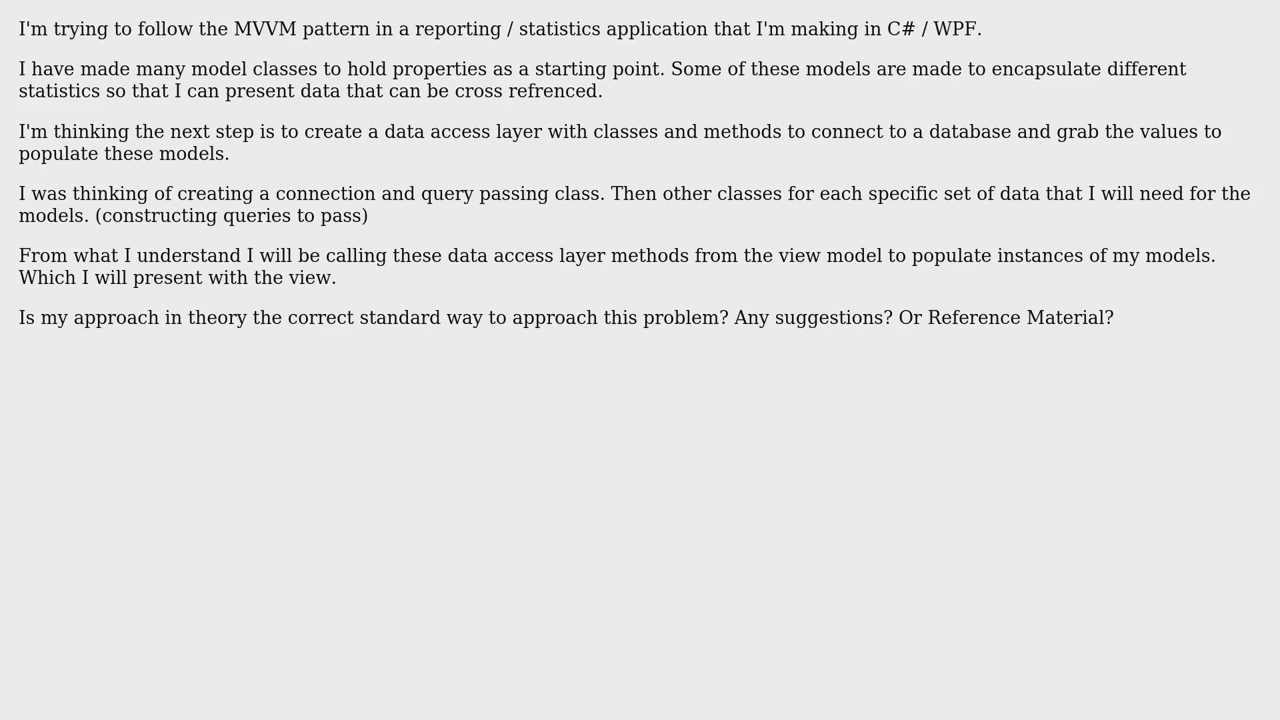 I'm trying to follow the MVVM pattern in a reporting / statistics application that I'm making in C# / WPF.
I have made many model classes to hold properties as a starting point. Some of these models are made to encapsulate different
statistics so that I can present data that can be cross refrenced.
I'm thinking the next step is to create a data access layer with classes and methods to connect to a database and grab the values to
populate these models.
I was thinking of creating a connection and query passing class. Then other classes for each specific set of data that I will need for the
models. (constructing queries to pass)
From what I understand I will be calling these data access layer methods from the view model to populate instances of my models.
Which I will present with the view.
Is my approach in theory the correct standard way to approach this problem? Any suggestions? Or Reference Material?